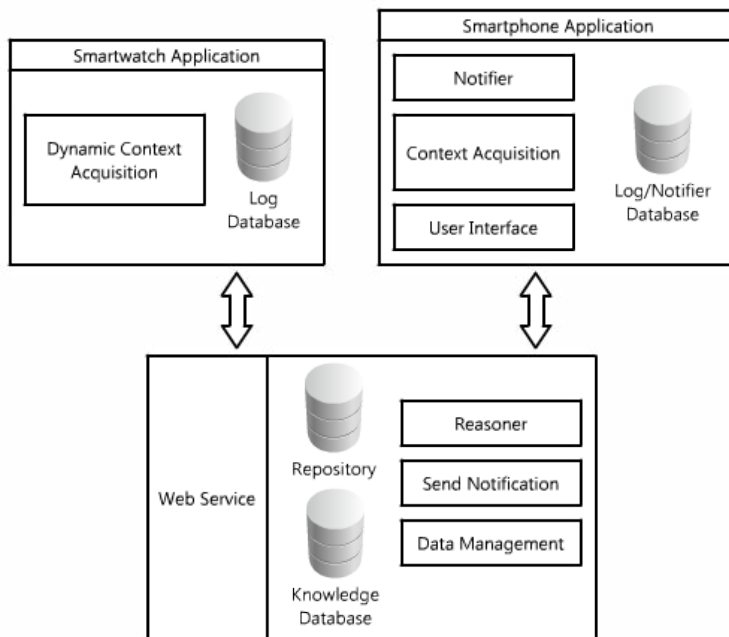 Smartwatch Application
Dynamic Context
Acquisition
Log
Database
Smartphone Application
Notifier
Context Acquisition
User Interface
Log/Notifier
Database
Web Service
Repository
Knowledge
Database
Reasoner
Send Notification
Data Management